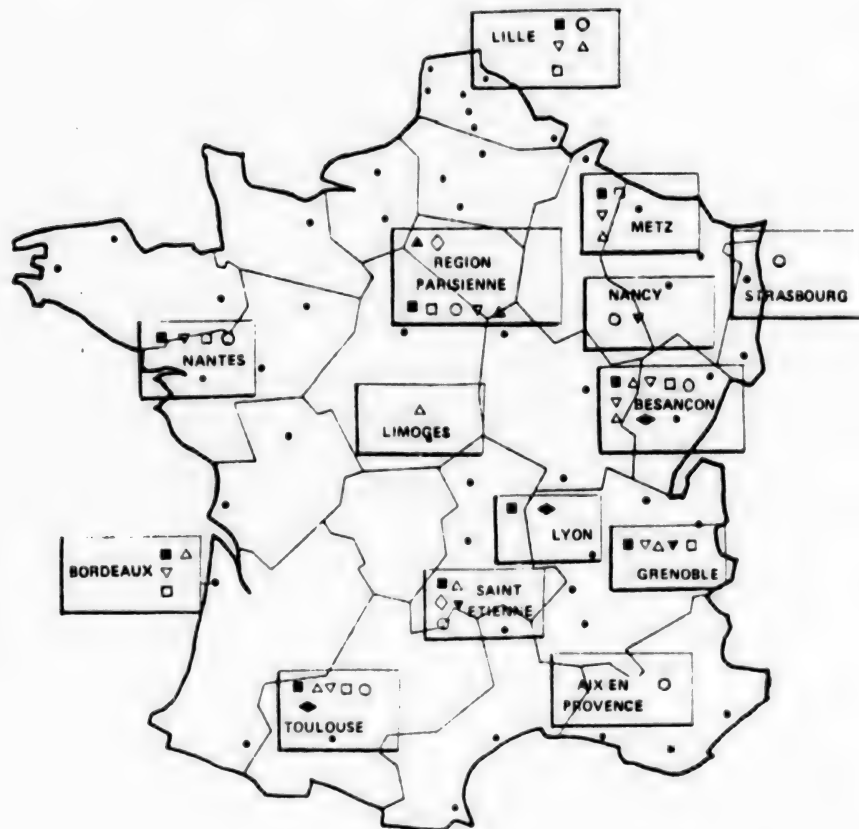 LILLE
METZ
REGION
PARISIENNE
NANCY
STRASBOURG
NANTES
BESANCON
LIMOGES
LYON
BORDEAUX
GRENOBLE
SAINT
ETIENNE
AIX EN
PROVENCE
TOULOUSE